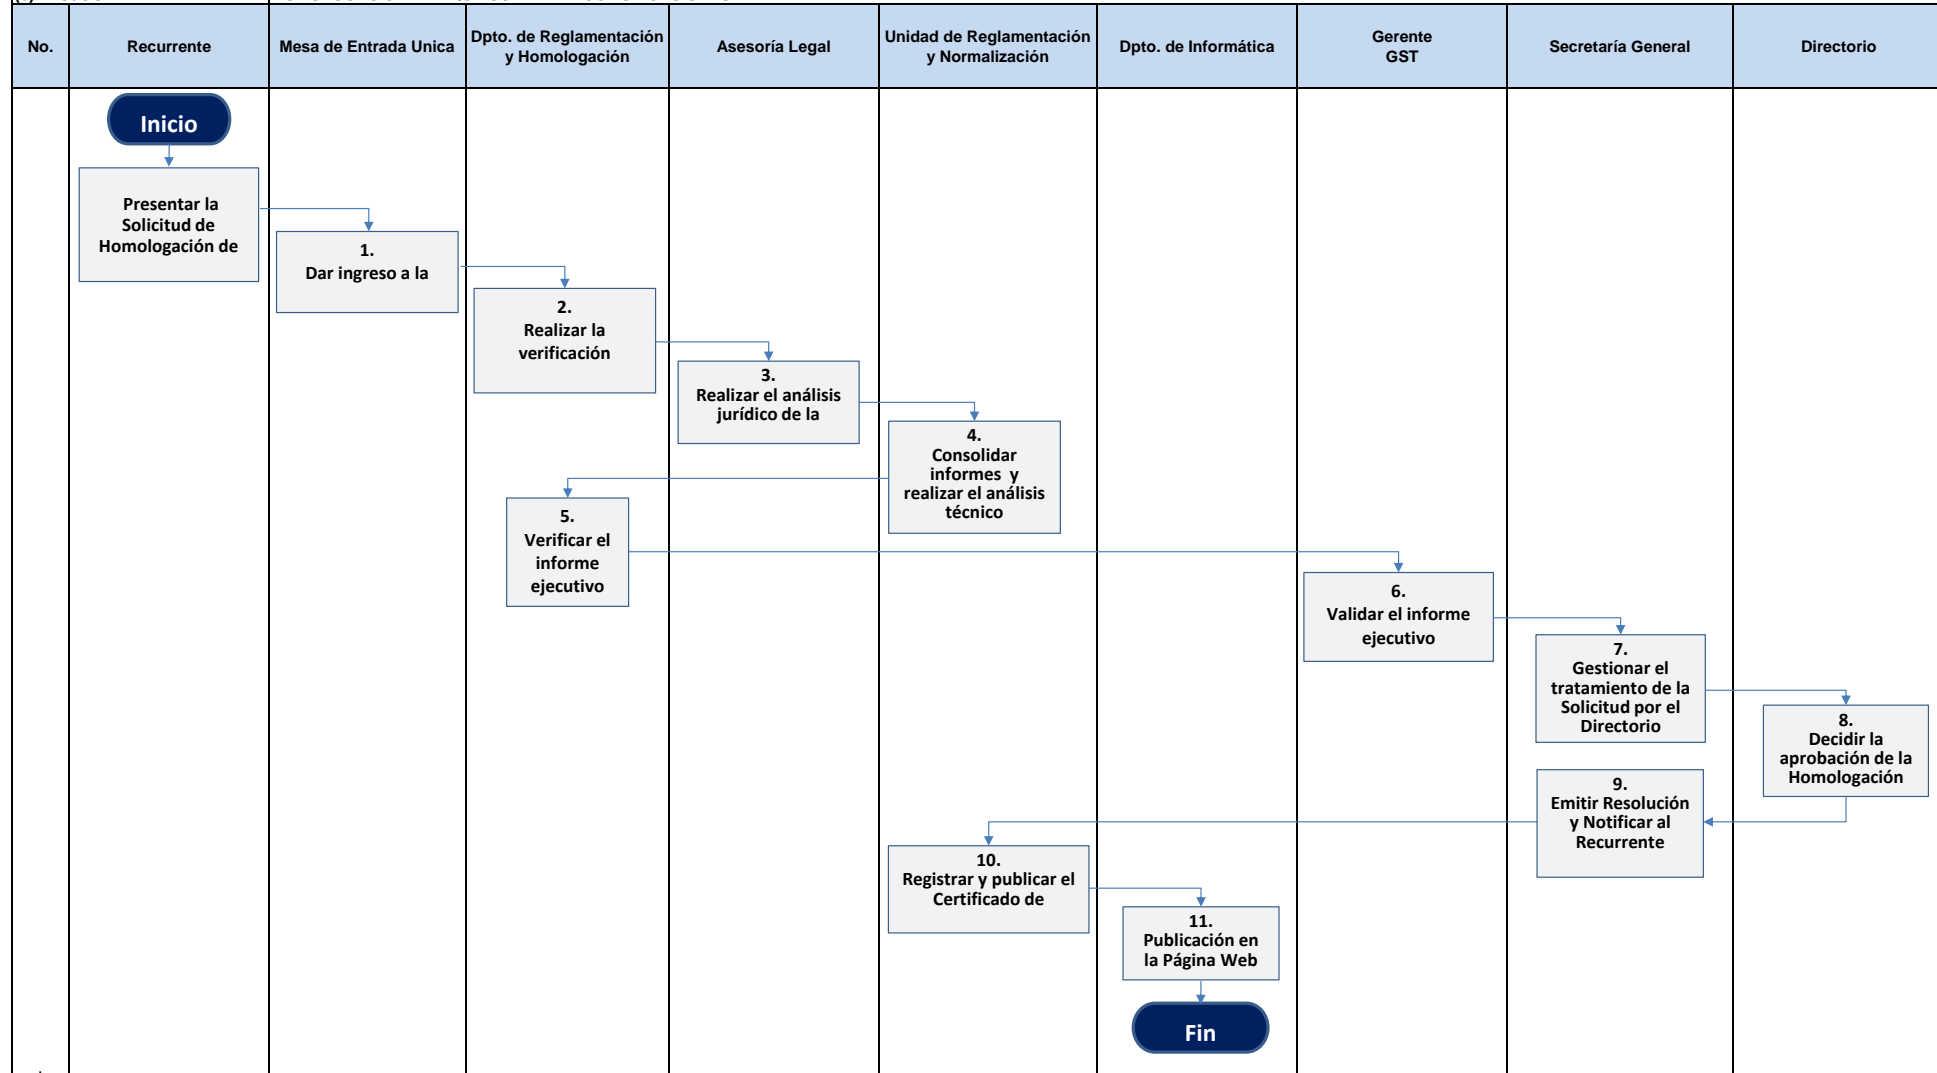 No.
Recurrente
Mesa de Entrada Unica
Dpto. de Reglamentación
y Homologación
Asesoría Legal
Unidad de Reglamentación
y Normalización
Dpto. de Informática
Gerente
GST
Secretaría General
Directorio
Inicio
Presentar la
Solicitud de
Homologación de
1.
Dar ingreso a la
2.
Realizar la
verificación
3.
Realizar el análisis
jurídico de la
4.
Consolidar
informes y
realizar el análisis
técnico
5.
Verificar el
informe
ejecutivo
6.
Validar el informe
ejecutivo
7.
Gestionar el
tratamiento de la
Solicitud por el
Directorio
8.
Decidir la
aprobación de la
Homologación
9.
Emitir Resolución
y Notificar al
Recurrente
10.
Registrar y publicar el
Certificado de
11.
Publicación en
la Página Web
Fin